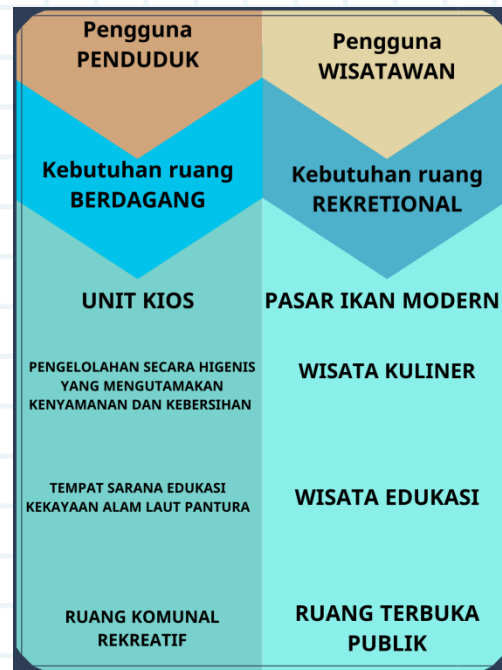 Pengguna
PENDUDUK
Kebutuhan ruang
BERDAGANG
UNIT KIOS
PENGELOLAHAN SECARA HIGENIS
YANG MENGUTAMAKAN
KENYAMANAN DAN KEBERSIHAN
TEMPAT SARANA EDUKASI
KEKAYAAN ALAM LAUT PANTURA
RUANG KOMUNAL
REKREATIF
Pengguna
WISATAWAN
Kebutuhan ruang
REKRETIONAL
PASAR IKAN MODERN
WISATA KULINER
WISATA EDUKASI
RUANG TERBUKA
PUBLIK